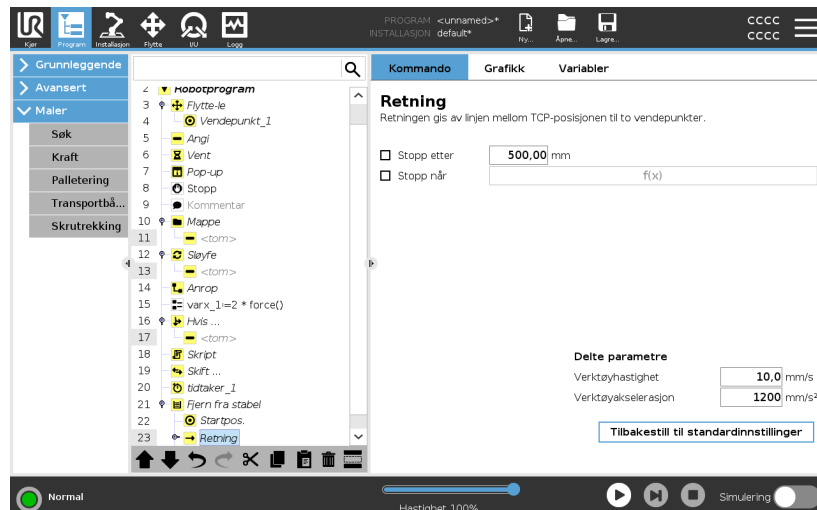 PROGRAM <unnamed>*
INSTALLASJON default*
CCCC
CCCC
Kjør Program Installasjon Flytte I/U Logg
Ny... Åpne... Lagre...
Grunnleggende
Avansert
Maler
Søk
Kraft
Palletering
Transportbå...
Skrutrekking
2 Robotprogram
3 Flytte-le
4 Vendepunkt_1
5 Angi
6 Vent
7 Pop-up
8 Stopp
9 Kommentar
10 Mappe
11 <tom>
12 Sløyfe
13 <tom>
14 Anrop
15 varx_1≔2 * force()
16 Hvis ...
17 <tom>
18 Skript
19 Skift ...
20 tidtaker_1
21 Fjern fra stabel
22 Startpos.
23 Retning
Kommando Grafikk Variabler
Retning
Retningen gis av linjen mellom TCP-posisjonen til to vendepunkter.
Stopp etter 500,00 mm
Stopp når f(x)
Delte parametre
Verktøyhastighet 10,0 mm/s
Verktøyakselerasjon 1200 mm/s²
Tilbakestill til standardinnstillinger
Normal
Hastighet 100%
Simulering